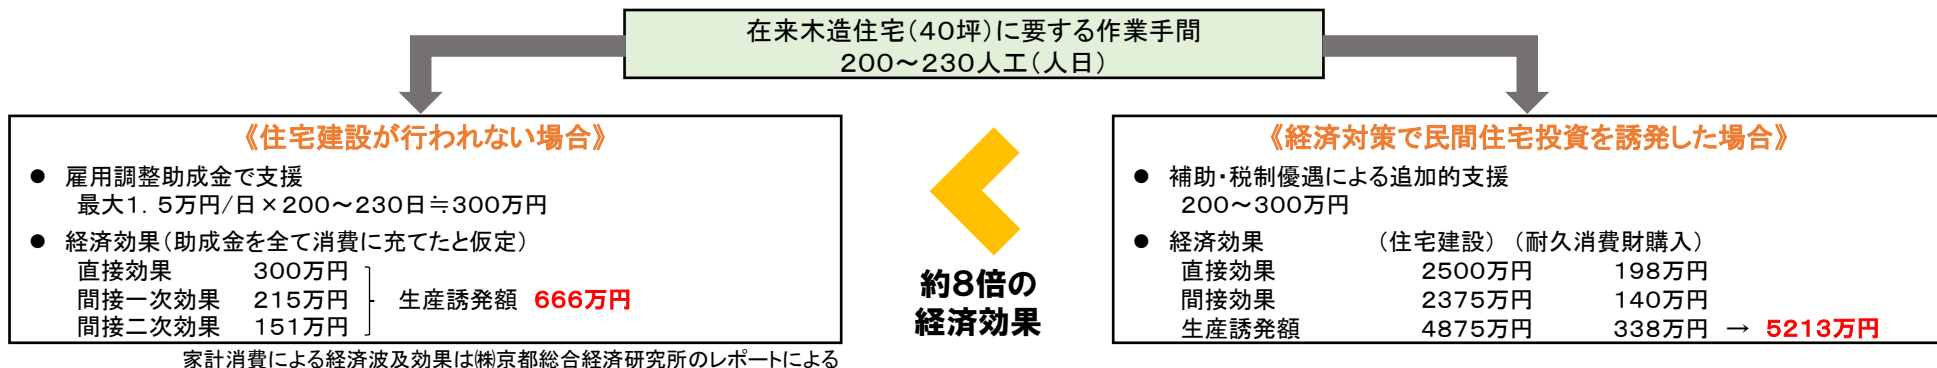 在来木造住宅(40坪)に要する作業手間
200～230人工(人日)
《住宅建設が行われない場合》
● 雇用調整助成金で支援
最大1.5万円/日×200～230日≒300万円
● 経済効果(助成金を全て消費に充てたと仮定)
直接効果 300万円
間接一次効果 215万円 生産誘発額 666万円
間接二次効果 151万円
家計消費による経済波及効果は㈱京都総合経済研究所のレポートによる
約8倍の
経済効果
《経済対策で民間住宅投資を誘発した場合》
● 補助・税制優遇による追加的支援
200～300万円
● 経済効果 (住宅建設) (耐久消費財購入)
直接効果 2500万円 198万円
間接効果 2375万円 140万円
生産誘発額 4875万円 338万円 → 5213万円